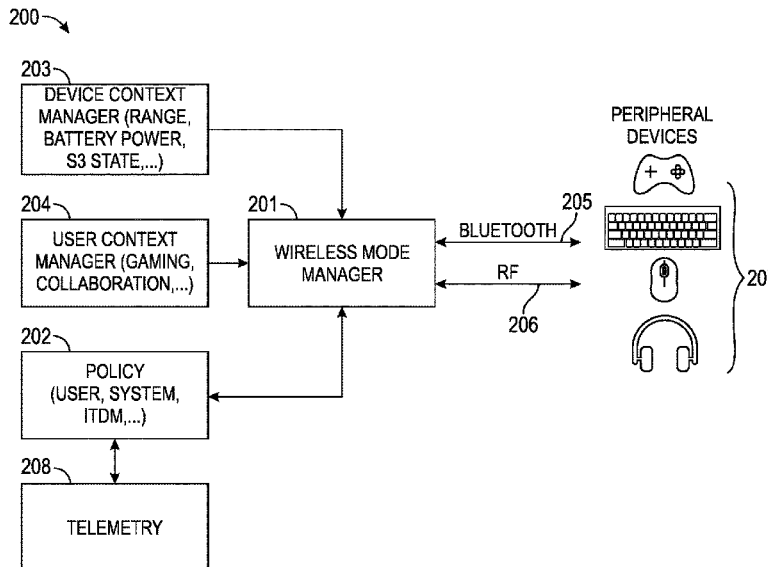 200
203
DEVICE CONTEXT
MANAGER (RANGE,
BATTERY POWER,
S3 STATE,...)
204
USER CONTEXT
MANAGER (GAMING,
COLLABORATION,...)
201
WIRELESS MODE
MANAGER
202
POLICY
(USER, SYSTEM,
ITDM,...)
208
TELEMETRY
BLUETOOTH
205
RF
206
PERIPHERAL
DEVICES
20